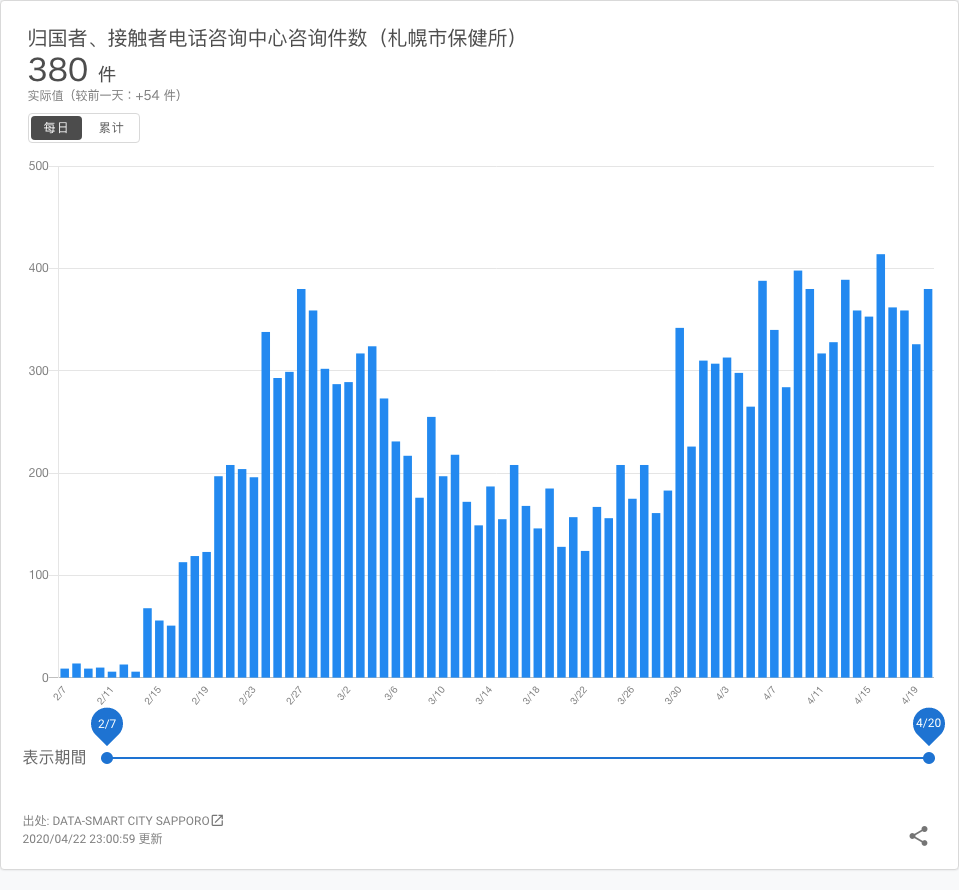 归国者、接触者电话咨询中心咨询件数（札幌市保健所）
380 件
实际值（较前一天：+54 件）
每日 累计
500
400
300
200
100
0
2/7 2/11 2/15 2/19 2/23 2/27 3/2 3/6 3/10 3/14 3/18 3/22 3/26 3/30 4/3 4/7 4/11 4/15 4/19
2/7 4/20
表示期間
出处: DATA-SMART CITY SAPPORO
2020/04/22 23:00:59 更新